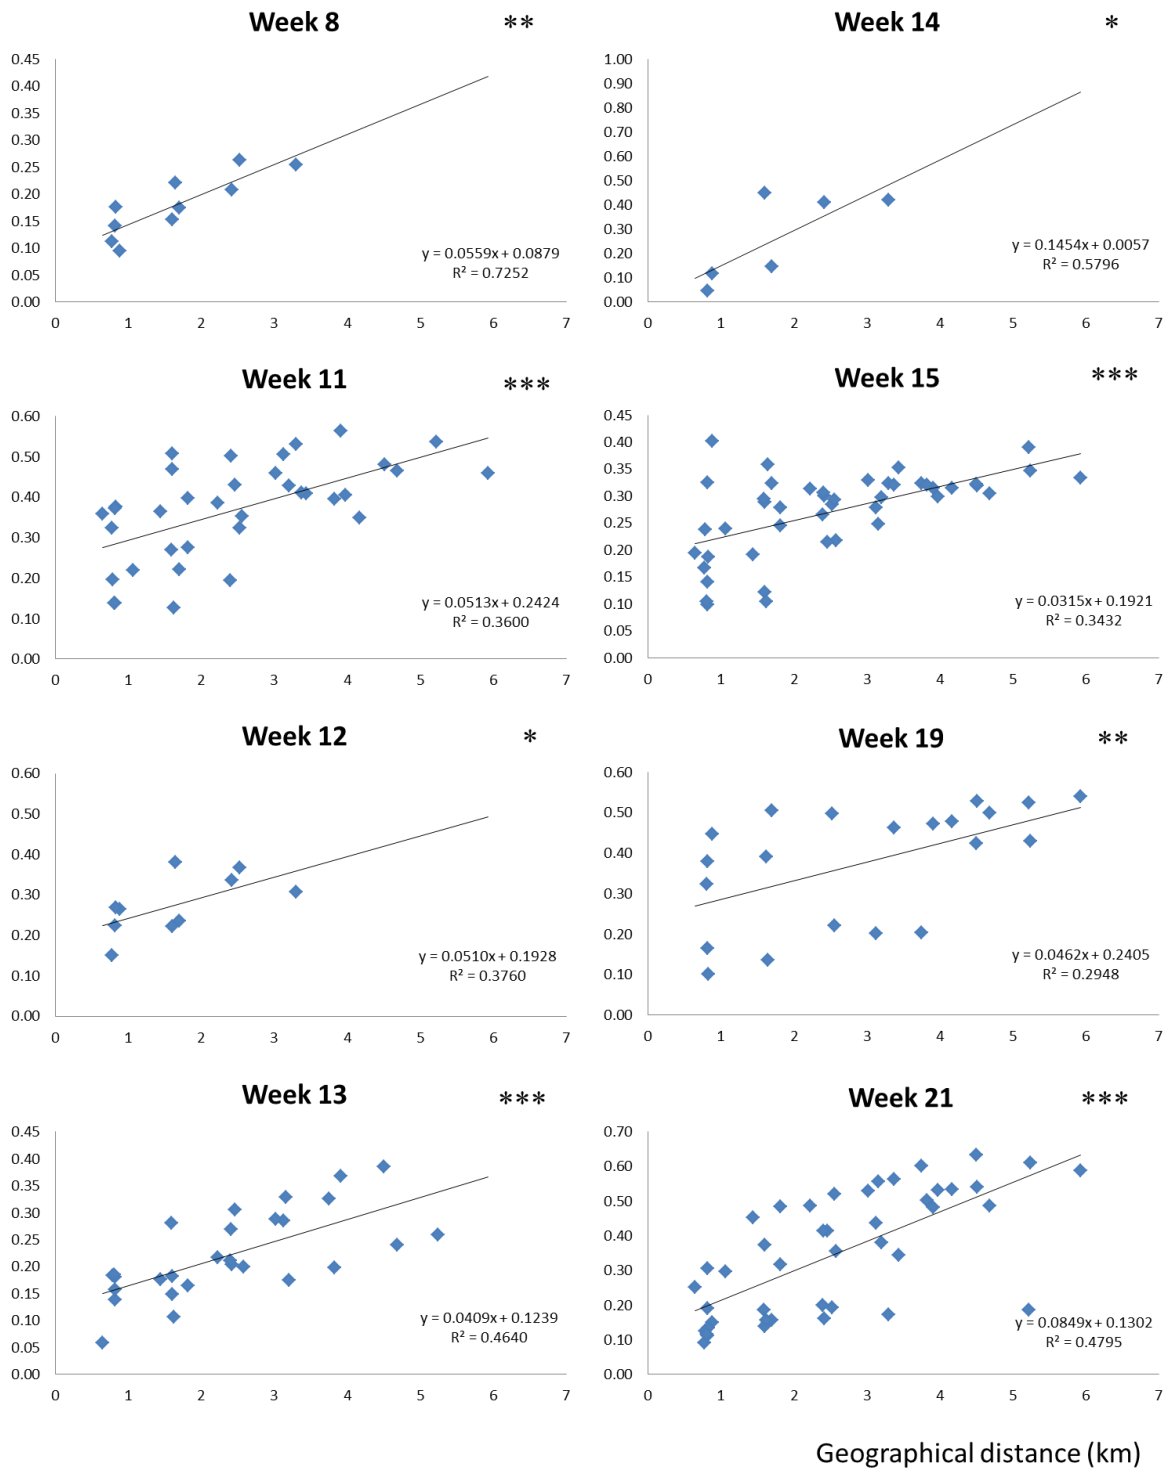 Week 8 **
0.45
0.40
0.35
0.30
0.25
0.20
0.15
0.10
0.05
0.00
y = 0.0559x + 0.0879
R² = 0.7252
0 1 2 3 4 5 6 7
Week 14 *
1.00
0.90
0.80
0.70
0.60
0.50
0.40
0.30
0.20
0.10
0.00
y = 0.1454x + 0.0057
R² = 0.5796
0 1 2 3 4 5 6 7
Week 11 ***
0.60
0.50
0.40
0.30
0.20
0.10
0.00
y = 0.0513x + 0.2424
R² = 0.3600
0 1 2 3 4 5 6 7
Week 15 ***
0.45
0.40
0.35
0.30
0.25
0.20
0.15
0.10
0.05
0.00
y = 0.0315x + 0.1921
R² = 0.3432
0 1 2 3 4 5 6 7
Week 12 *
0.60
0.50
0.40
0.30
0.20
0.10
0.00
y = 0.0510x + 0.1928
R² = 0.3760
0 1 2 3 4 5 6 7
Week 19 **
0.60
0.50
0.40
0.30
0.20
0.10
0.00
y = 0.0462x + 0.2405
R² = 0.2948
0 1 2 3 4 5 6 7
Week 13 ***
0.45
0.40
0.35
0.30
0.25
0.20
0.15
0.10
0.05
0.00
y = 0.0409x + 0.1239
R² = 0.4640
0 1 2 3 4 5 6 7
Week 21 ***
0.70
0.60
0.50
0.40
0.30
0.20
0.10
0.00
y = 0.0849x + 0.1302
R² = 0.4795
0 1 2 3 4 5 6 7
Geographical distance (km)